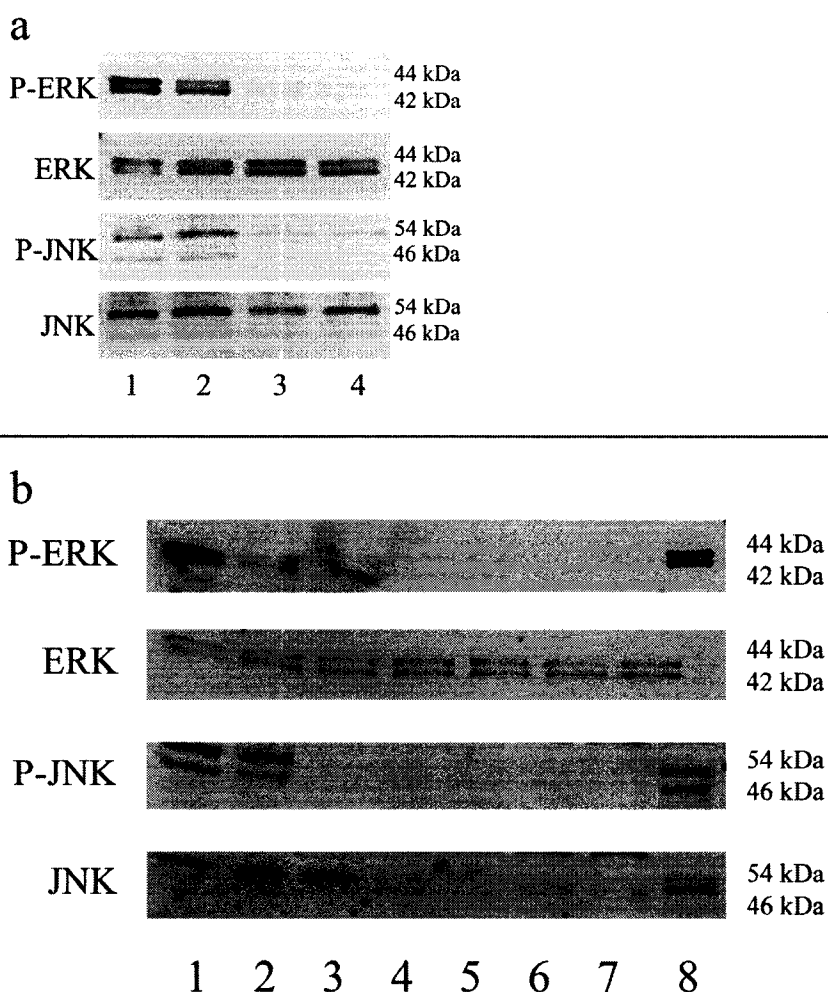 a
P-ERK
44 kDa
42 kDa
ERK
44 kDa
42 kDa
P-JNK
54 kDa
46 kDa
JNK
54 kDa
46 kDa
1 2 3 4
b
P-ERK
44 kDa
42 kDa
ERK
44 kDa
42 kDa
P-JNK
54 kDa
46 kDa
JNK
54 kDa
46 kDa
1 2 3 4 5 6 7 8